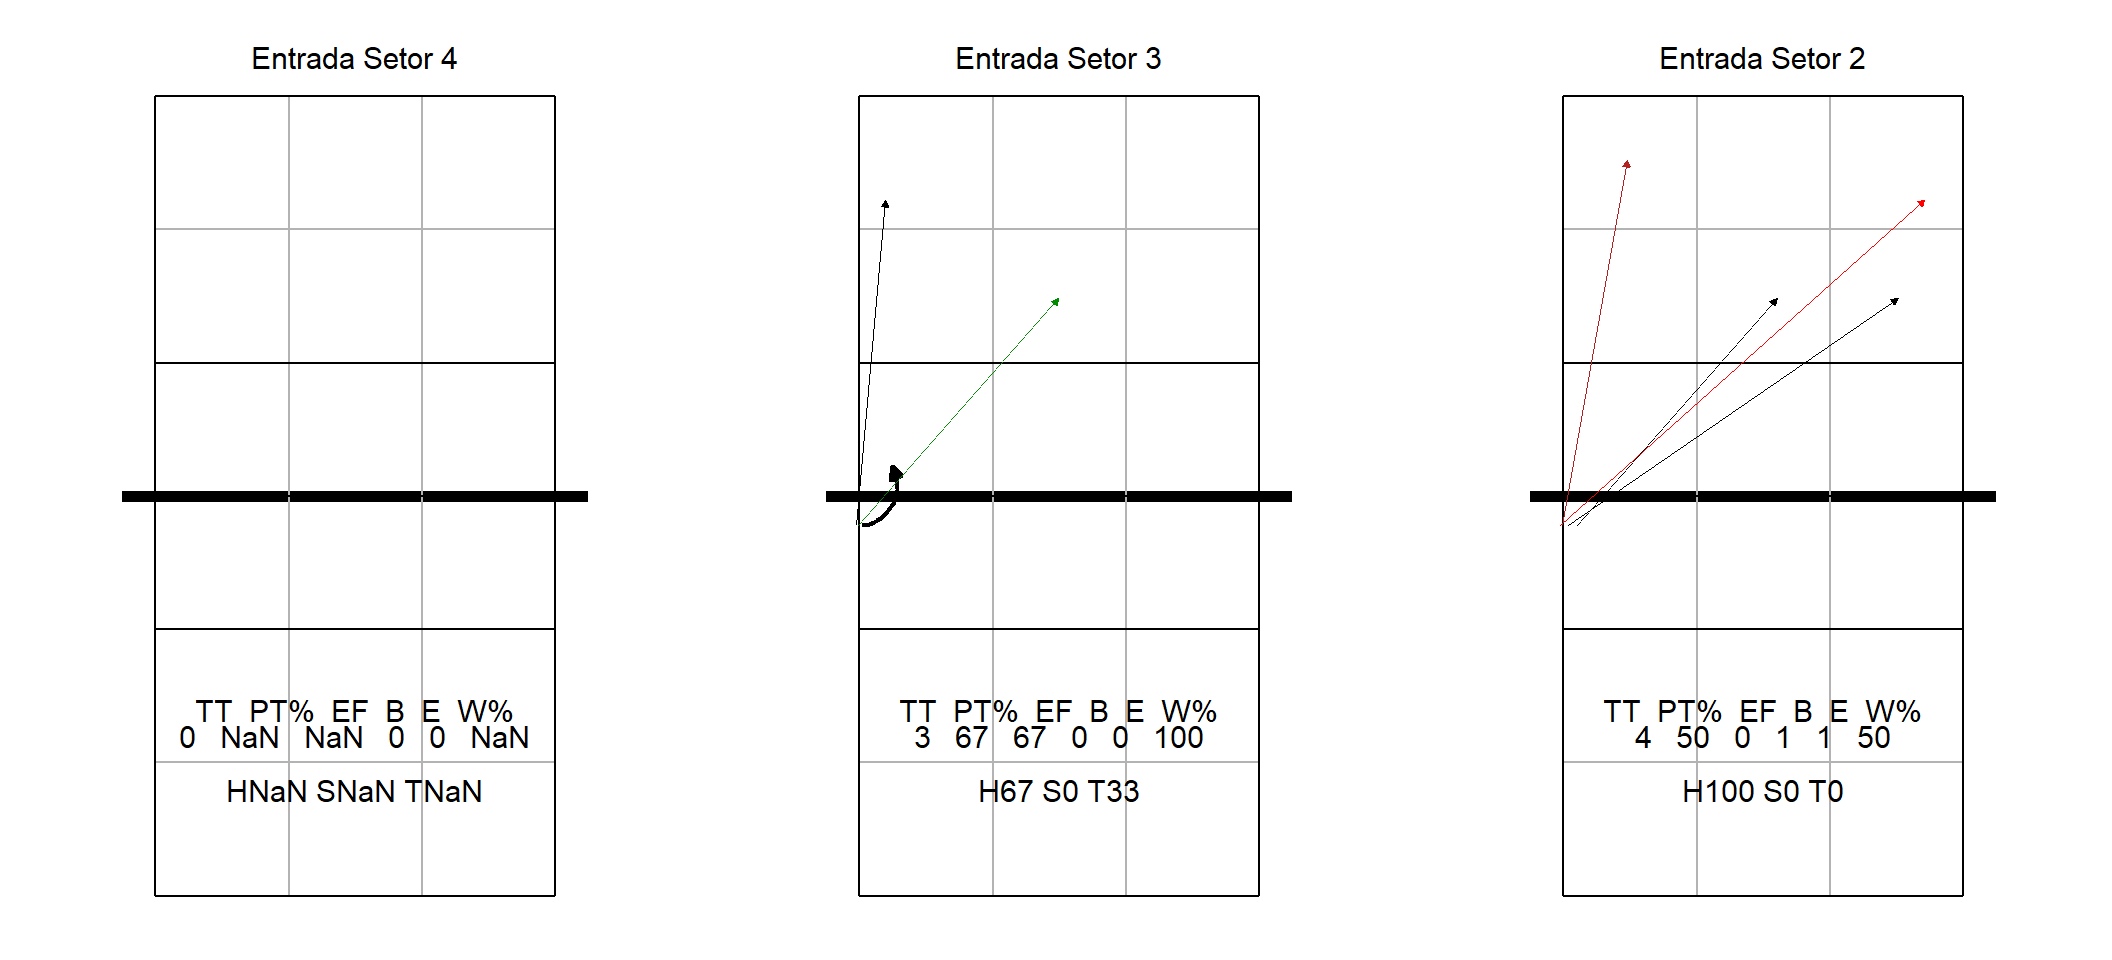 Entrada Setor 4
TT PT% EF B E W%
0 NaN NaN 0 0 NaN
HNaN SNaN TNaN
Entrada Setor 3
TT PT% EF B E W%
3 67 67 0 0 100
H67 S0 T33
Entrada Setor 2
TT PT% EF B E W%
4 50 0 1 1 50
H100 S0 T0